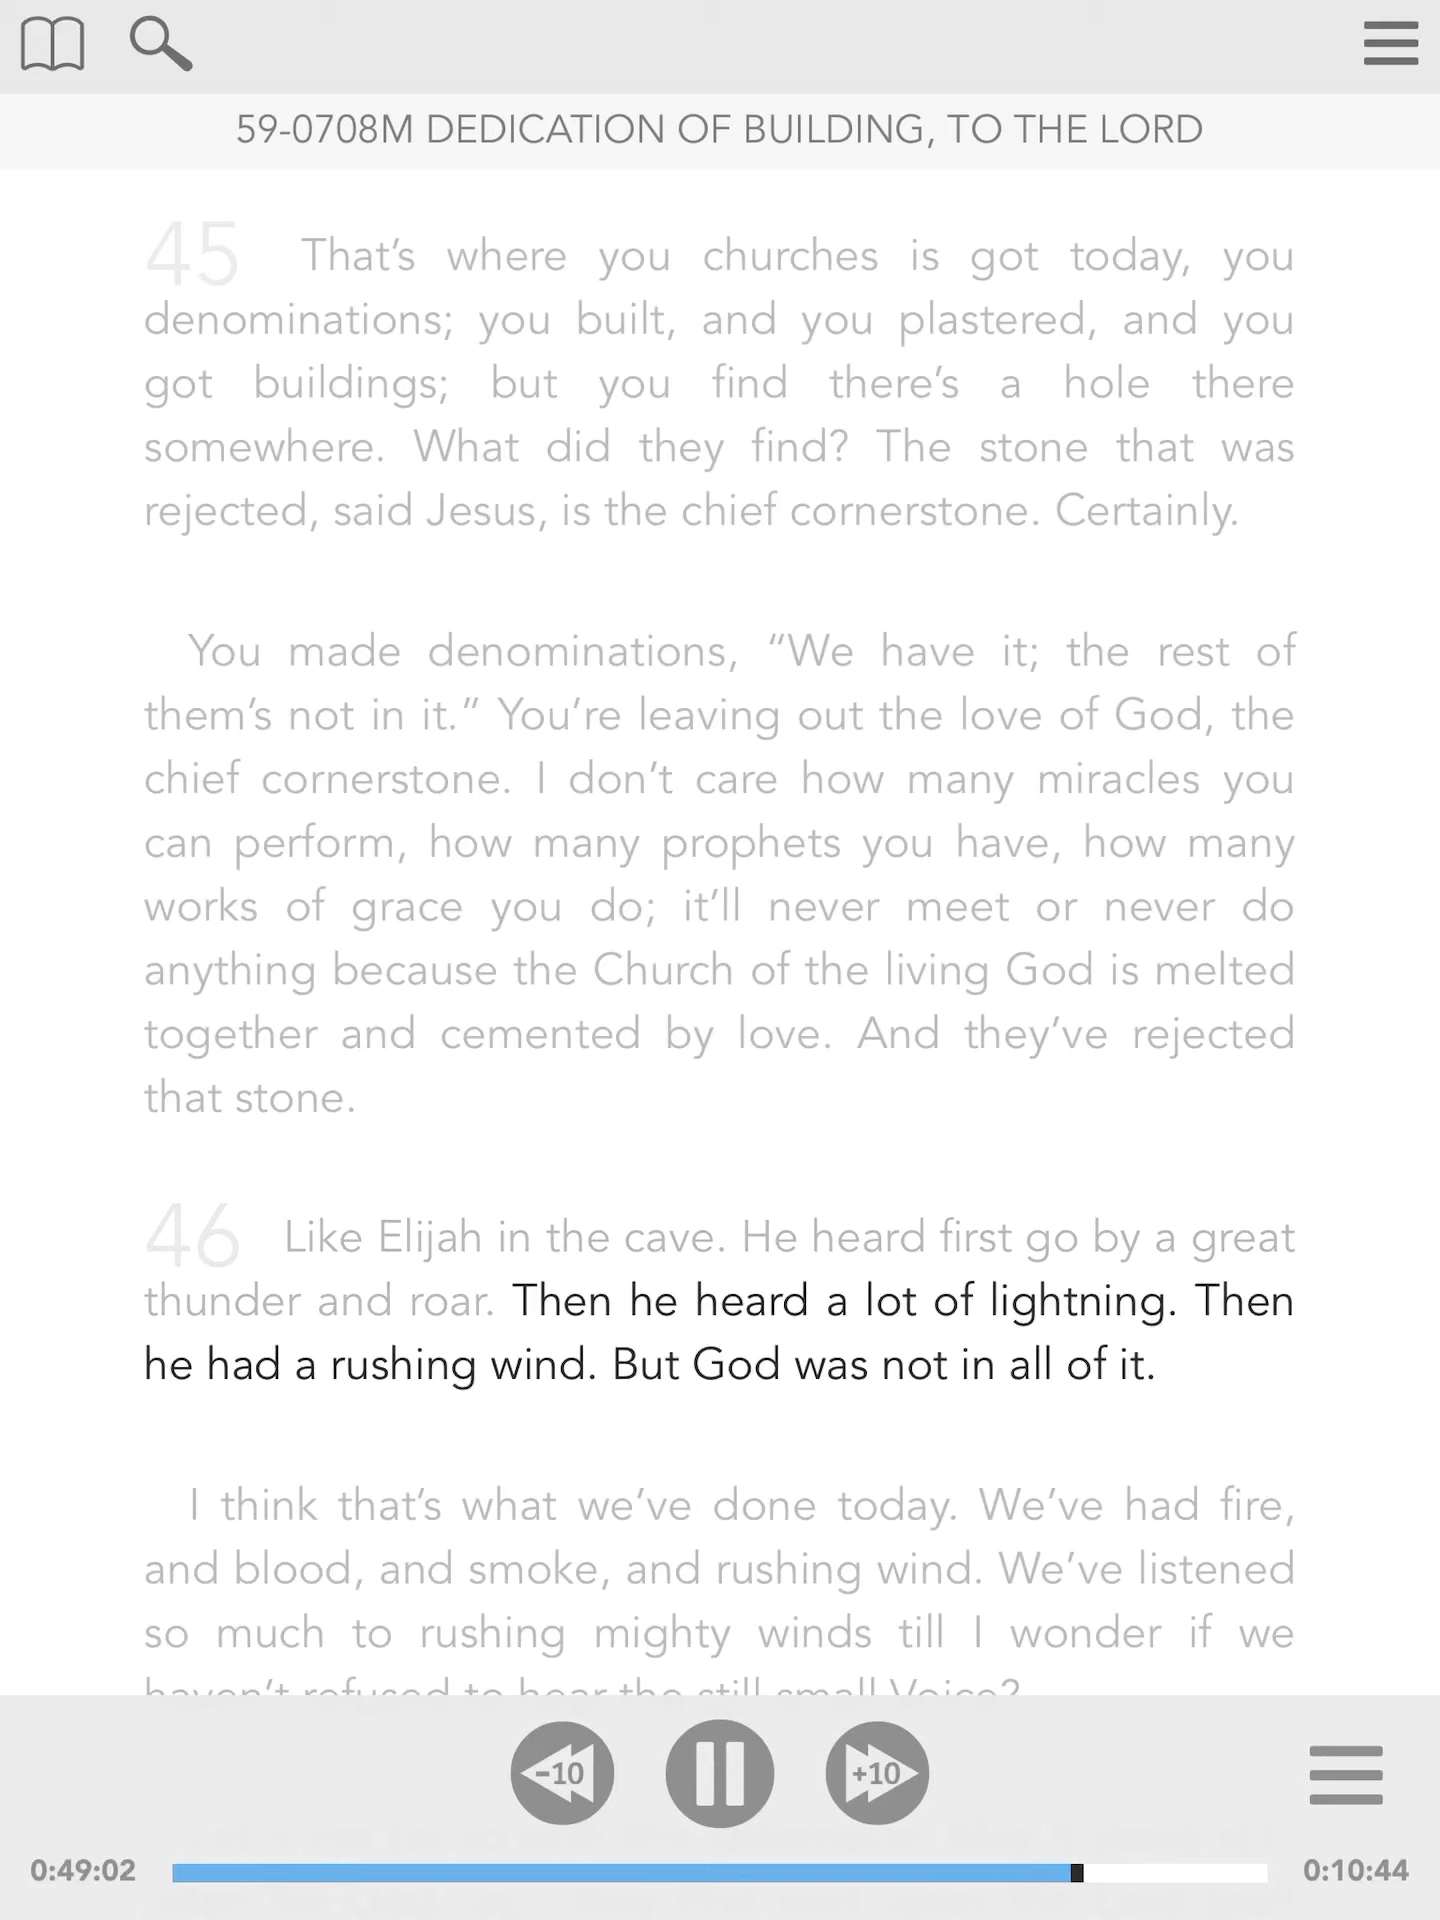 59-0708M DEDICATION OF BUILDING, TO THE LORD
45 That’s where you churches is got today, you
denominations; you built, and you plastered, and you
got buildings; but you find there’s a hole there
somewhere. What did they find? The stone that was
rejected, said Jesus, is the chief cornerstone. Certainly.
You made denominations, “We have it; the rest of
them’s not in it.” You’re leaving out the love of God, the
chief cornerstone. I don’t care how many miracles you
can perform, how many prophets you have, how many
works of grace you do; it’ll never meet or never do
anything because the Church of the living God is melted
together and cemented by love. And they’ve rejected
that stone.
46 Like Elijah in the cave. He heard first go by a great
thunder and roar. Then he heard a lot of lightning. Then
he had a rushing wind. But God was not in all of it.
I think that’s what we’ve done today. We’ve had fire,
and blood, and smoke, and rushing wind. We’ve listened
so much to rushing mighty winds till I wonder if we
haven’t refused to hear the still small Voice?
-10 +10
0:49:02 0:10:44